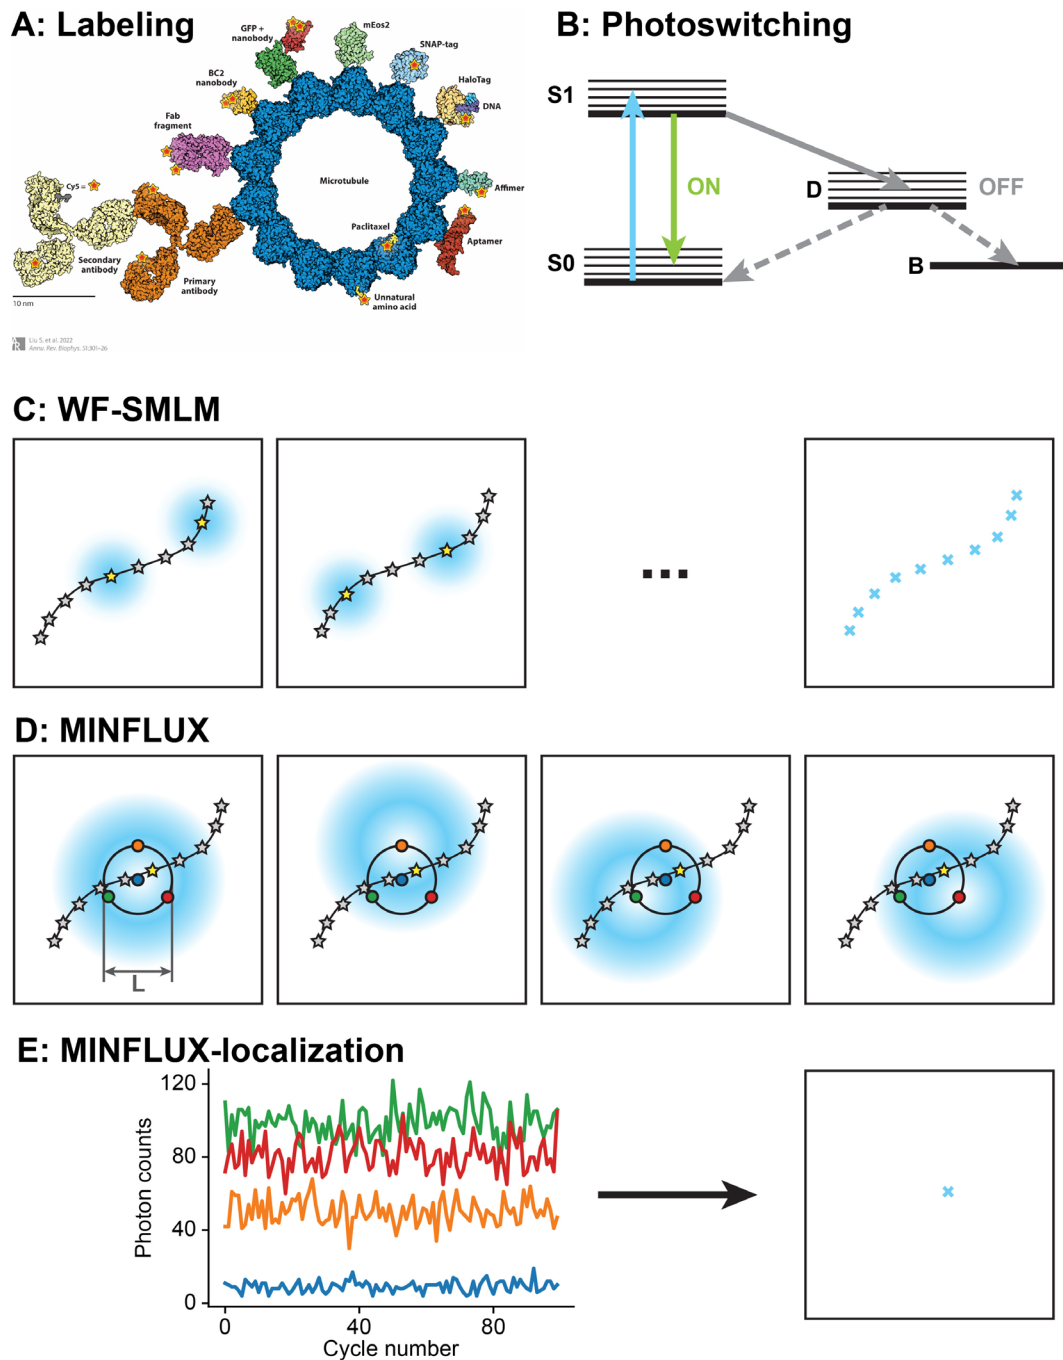 A: Labeling
GFP +
nanobody
mEos2
SNAP-tag
BC2
nanobody
HaloTag
DNA
Fab
fragment
Microtubule
Cy5 =
Affimer
Paclitaxel
Aptamer
Secondary
antibody
Primary
antibody
Unnatural
amino acid
10 nm
AR
Liu S, et al. 2022
Annu. Rev. Biophys. 51:301–26
B: Photoswitching
S1
ON
D
OFF
S0
B
C: WF-SMLM
...
D: MINFLUX
L
E: MINFLUX-localization
Photon counts
120
80
40
0
0
40
80
Cycle number